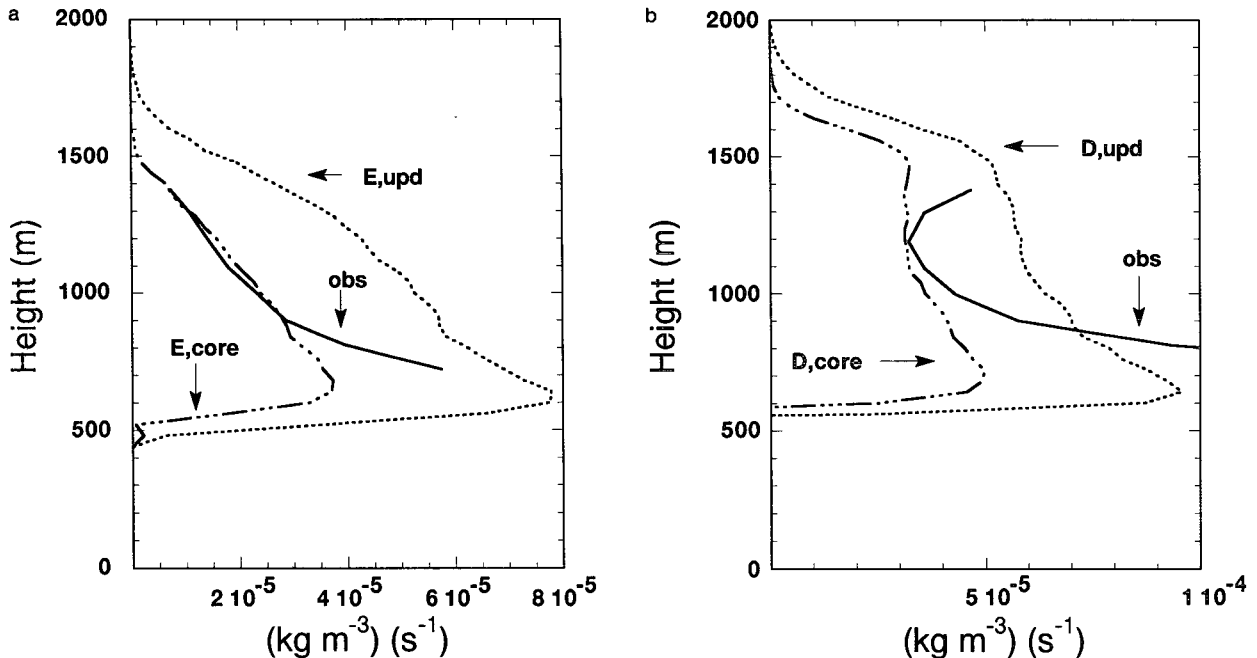 a
2000
1500
1000
500
0
Height (m)
E,upd
obs
E,core
2 10⁻⁵
4 10⁻⁵
6 10⁻⁵
8 10⁻⁵
(kg m⁻³) (s⁻¹)
b
2000
1500
1000
500
0
Height (m)
D,upd
obs
D,core
5 10⁻⁵
1 10⁻⁴
(kg m⁻³) (s⁻¹)